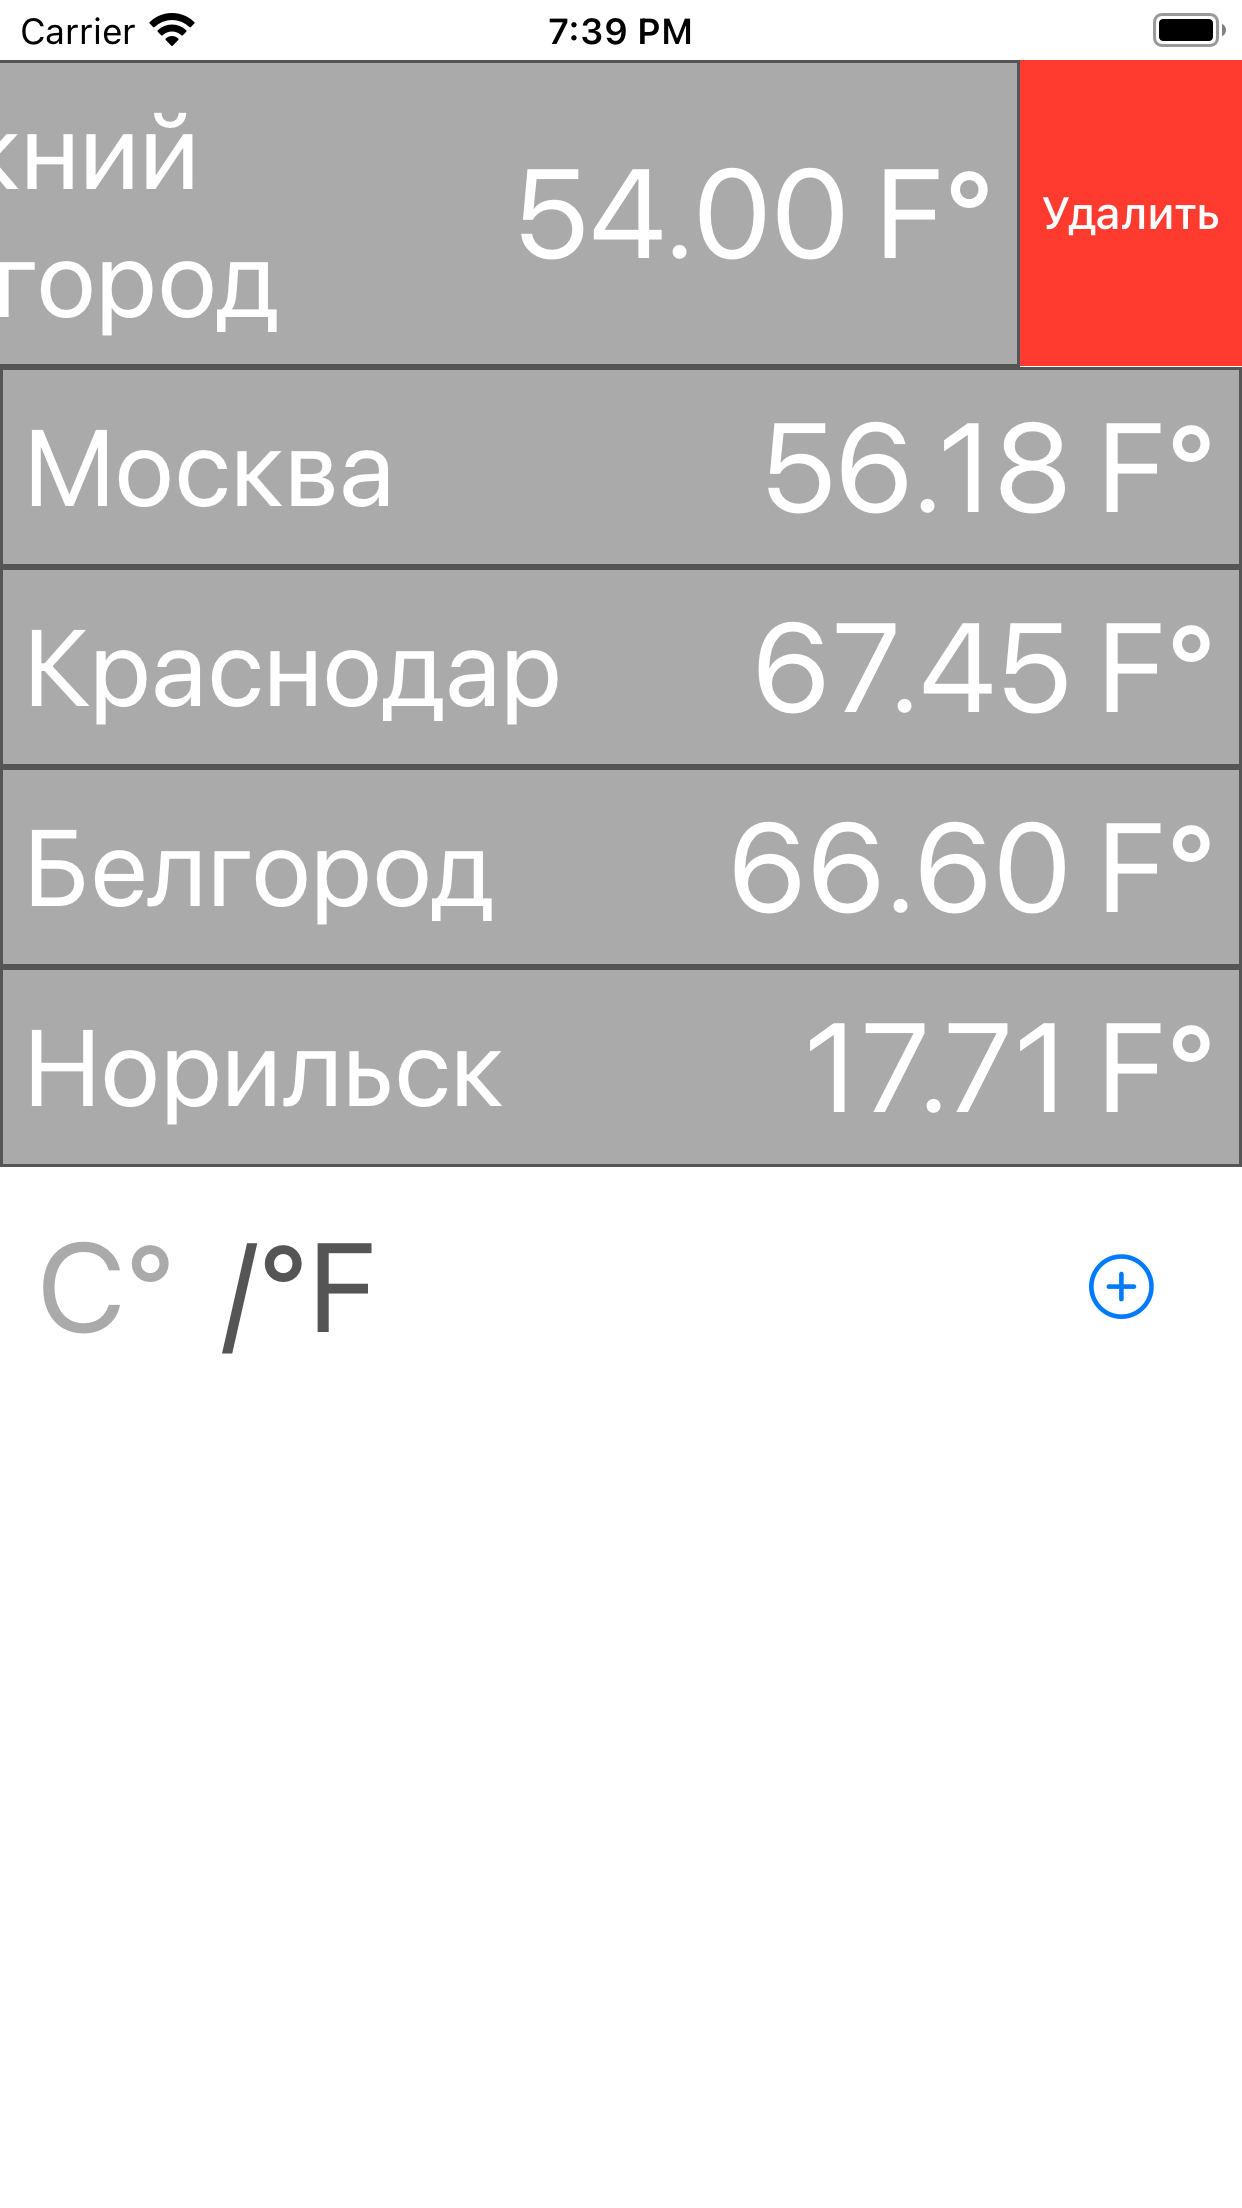 Carrier 7:39 PM
жний
город 54.00 F° Удалить
Москва 56.18 F°
Краснодар 67.45 F°
Белгород 66.60 F°
Норильск 17.71 F°
C° /°F